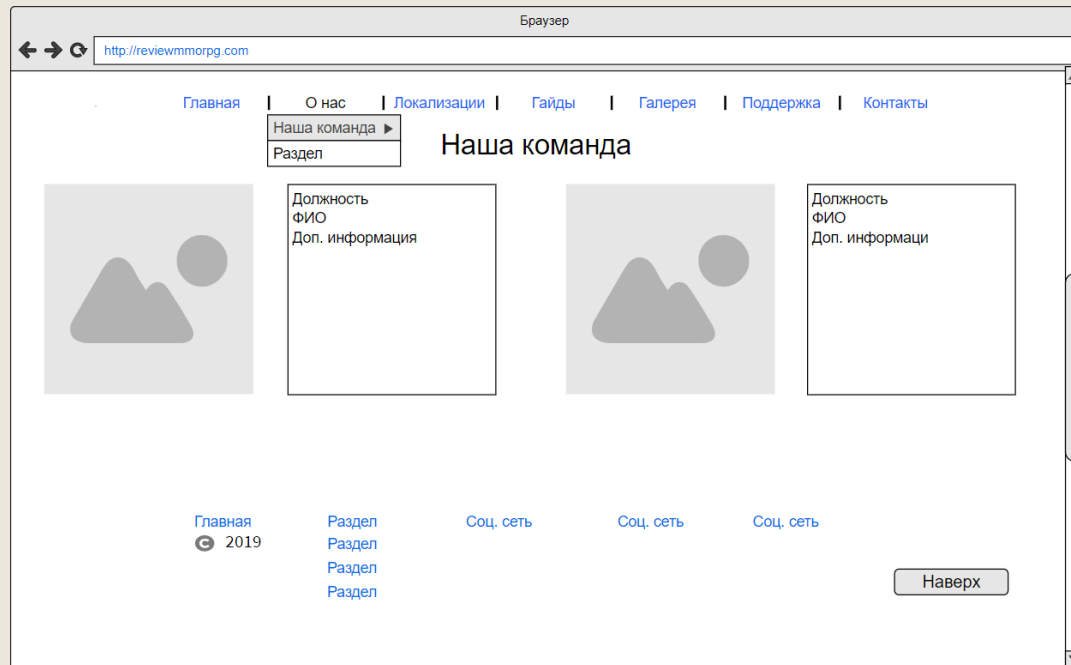 Браузер
http://reviewmmorpg.com
Главная | О нас | Локализации | Гайды | Галерея | Поддержка | Контакты
Наша команда
Раздел
Наша команда
Должность
ФИО
Доп. информация
Должность
ФИО
Доп. информаци
Главная
© 2019
Раздел
Раздел
Раздел
Раздел
Соц. сеть
Соц. сеть
Соц. сеть
Наверх